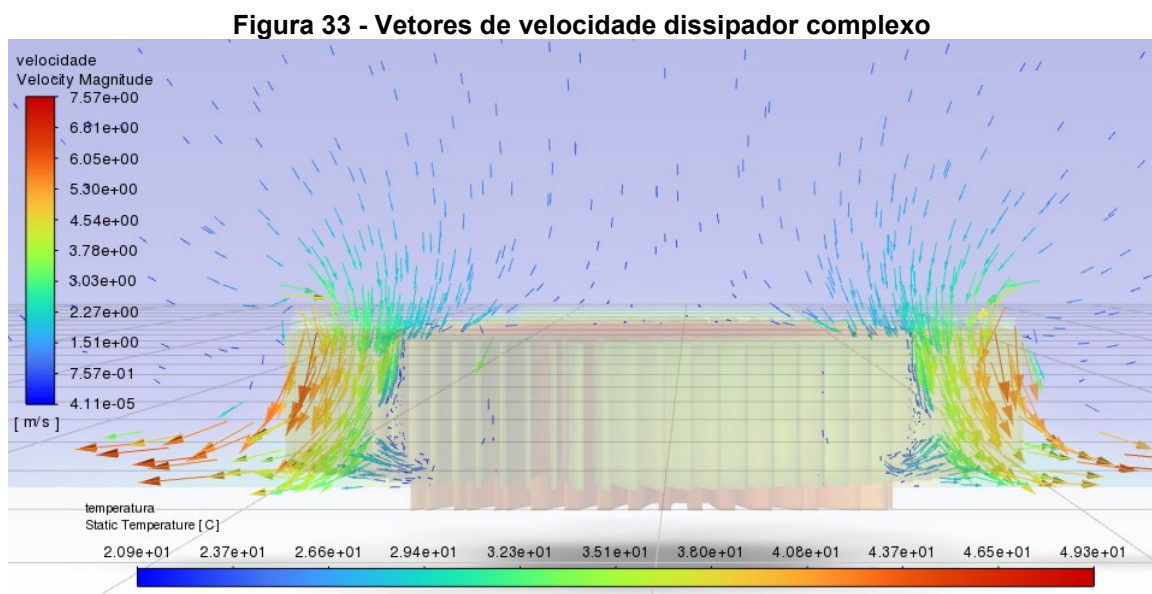 Figura 33 - Vetores de velocidade dissipador complexo
velocidade
Velocity Magnitude
7.57e+00
6.81e+00
6.05e+00
5.30e+00
4.54e+00
3.78e+00
3.03e+00
2.27e+00
1.51e+00
7.57e-01
4.11e-05
[ m/s ]
temperatura
Static Temperature [ C ]
2.09e+01 2.37e+01 2.66e+01 2.94e+01 3.23e+01 3.51e+01 3.80e+01 4.08e+01 4.37e+01 4.65e+01 4.93e+01